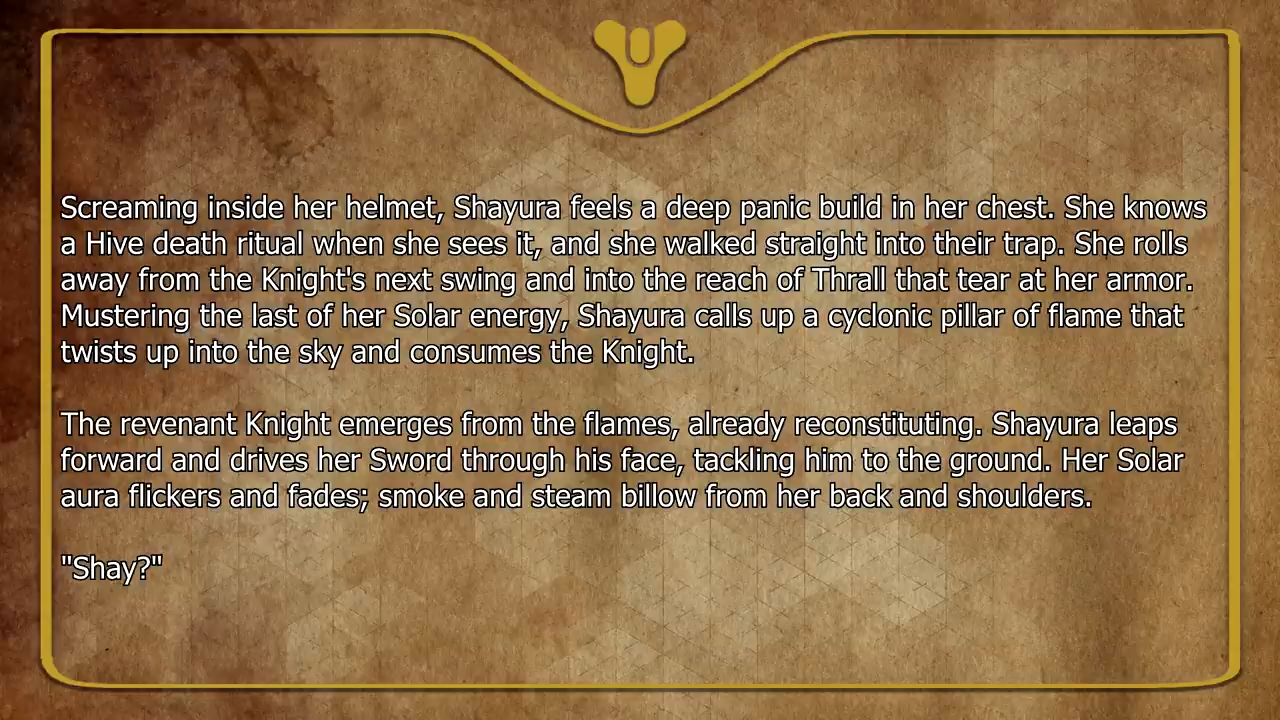 Screaming inside her helmet, Shayura feels a deep panic build in her chest. She knows
a Hive death ritual when she sees it, and she walked straight into their trap. She rolls
away from the Knight's next swing and into the reach of Thrall that tear at her armor.
Mustering the last of her Solar energy, Shayura calls up a cyclonic pillar of flame that
twists up into the sky and consumes the Knight.
The revenant Knight emerges from the flames, already reconstituting. Shayura leaps
forward and drives her Sword through his face, tackling him to the ground. Her Solar
aura flickers and fades; smoke and steam billow from her back and shoulders.
"Shay?"